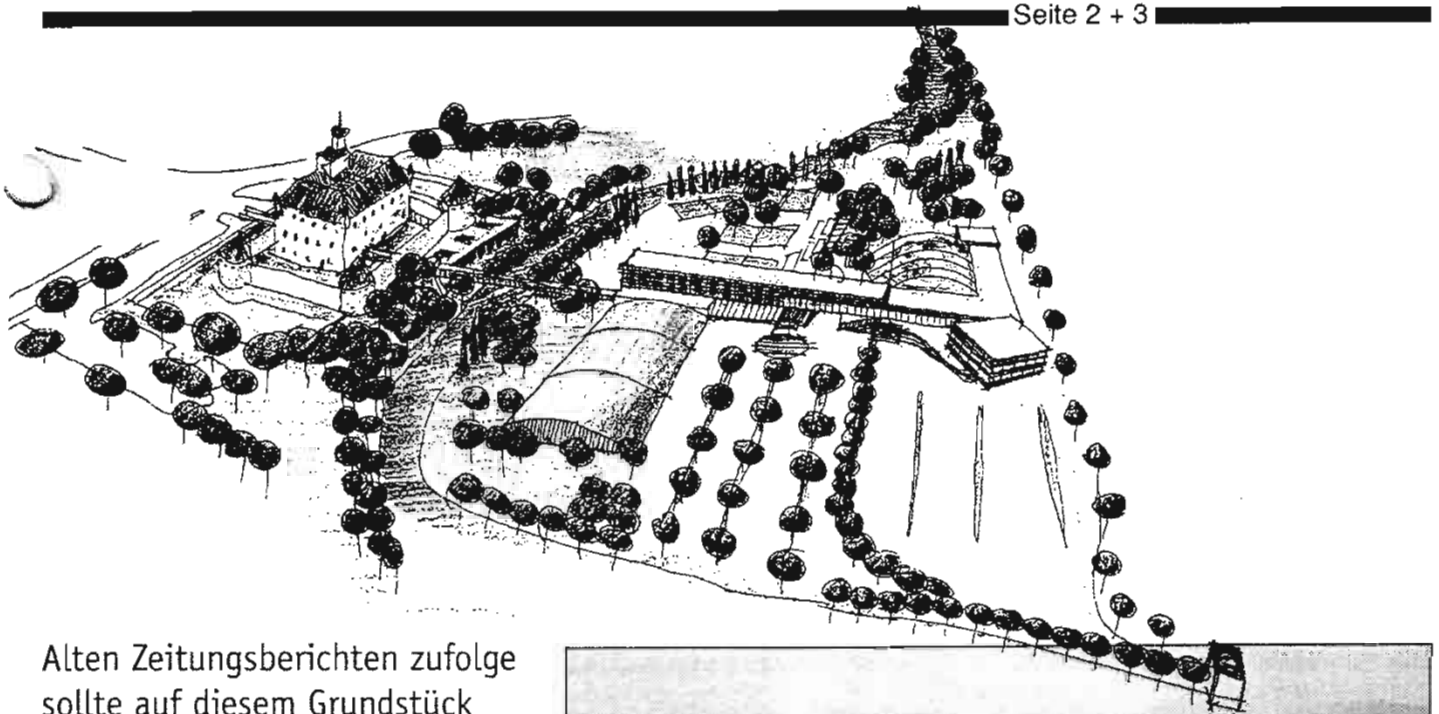 Seite 2 + 3
Alten Zeitungsberichten zufolge
sollte auf diesem Grundstück